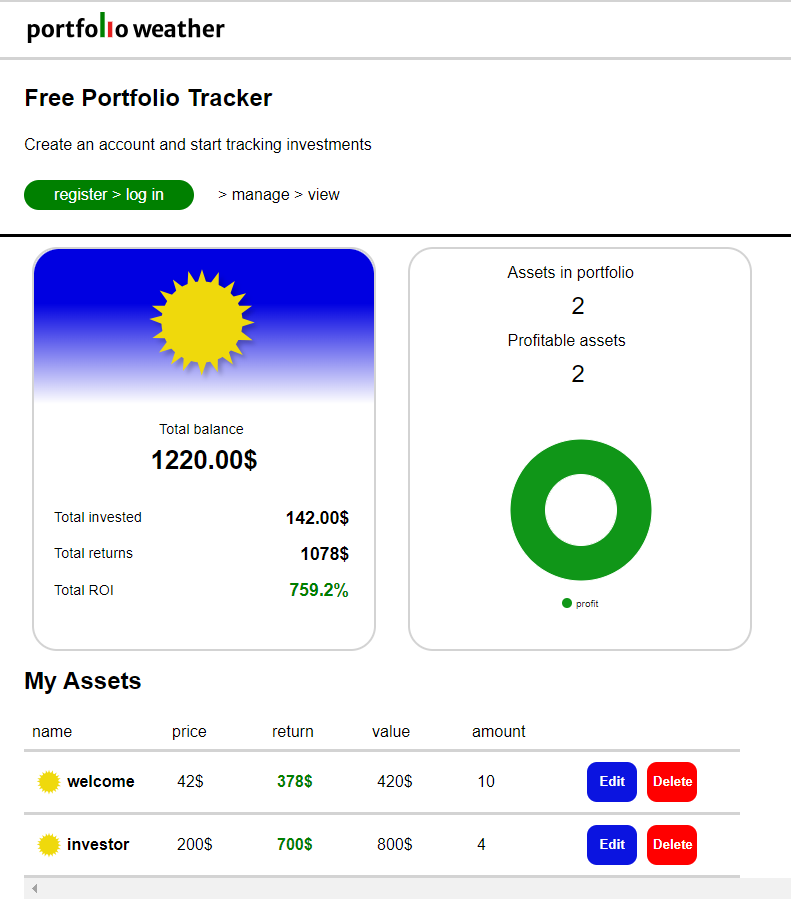 portfolio weather
Free Portfolio Tracker
Create an account and start tracking investments
register > log in > manage > view
Total balance
1220.00$
Total invested 142.00$
Total returns 1078$
Total ROI 759.2%
Assets in portfolio
2
Profitable assets
2
profit
My Assets
name price return value amount
welcome 42$ 378$ 420$ 10 Edit Delete
investor 200$ 700$ 800$ 4 Edit Delete